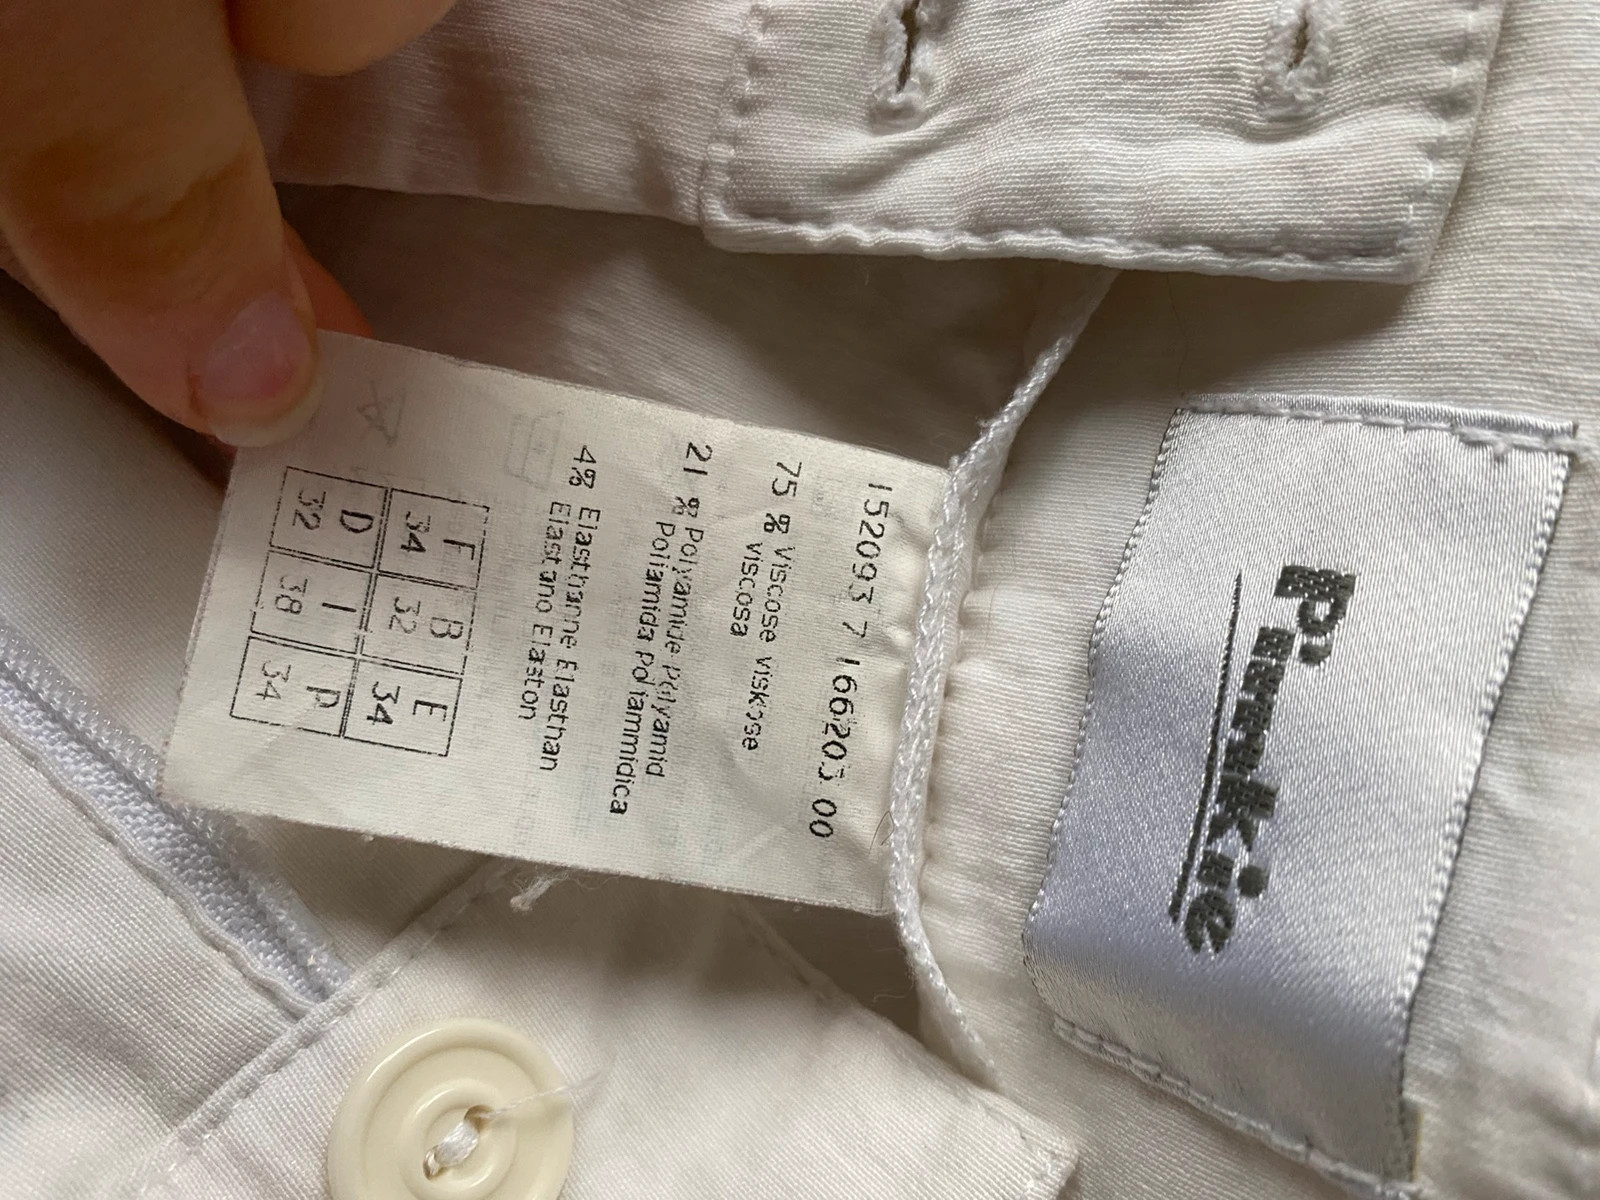 Pimkie
152093 7 166203 00
75 % Viscose Viskose
Viscosa
21 % Polyamide Polyamid
Poliamida Poliammidica
4% Elasthanne Elasthan
Elastano Elaston
F B E
34 32 34
D I P
32 38 34